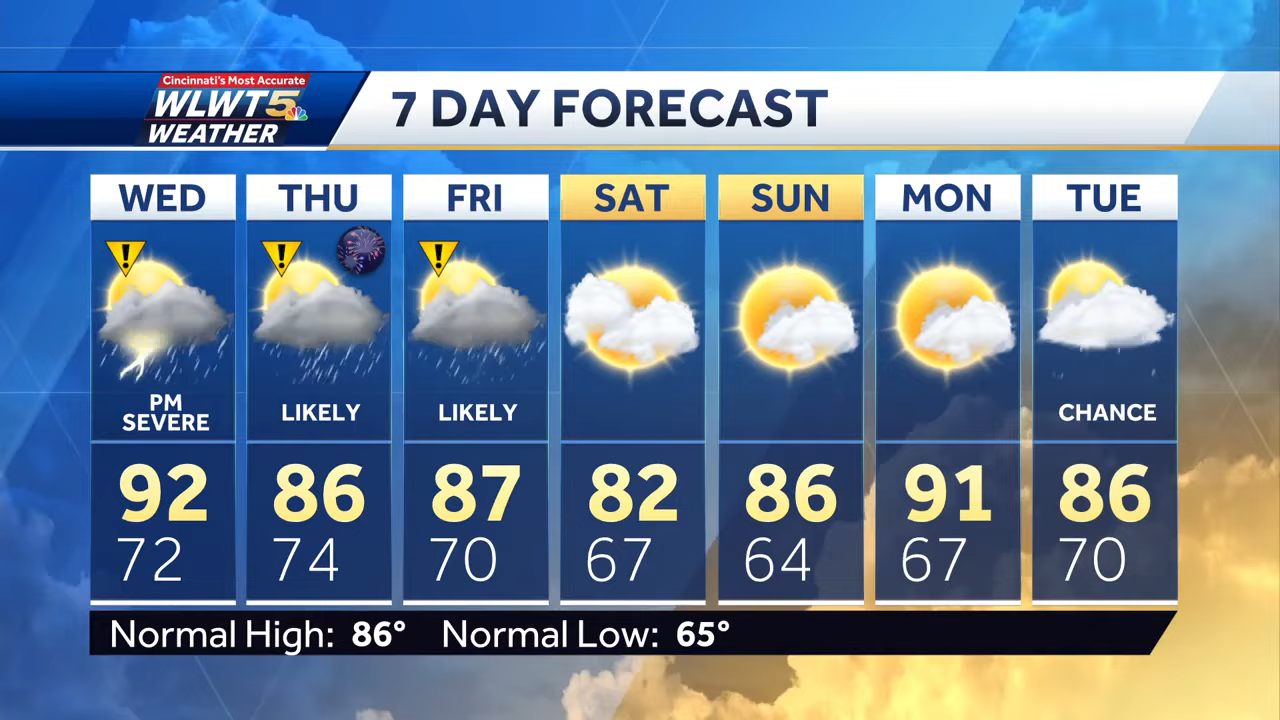 Cincinnati's Most Accurate
WLWT5
WEATHER
7 DAY FORECAST
WED THU FRI SAT SUN MON TUE
! ! !
PM
SEVERE LIKELY LIKELY CHANCE
92 86 87 82 86 91 86
72 74 70 67 64 67 70
Normal High: 86° Normal Low: 65°